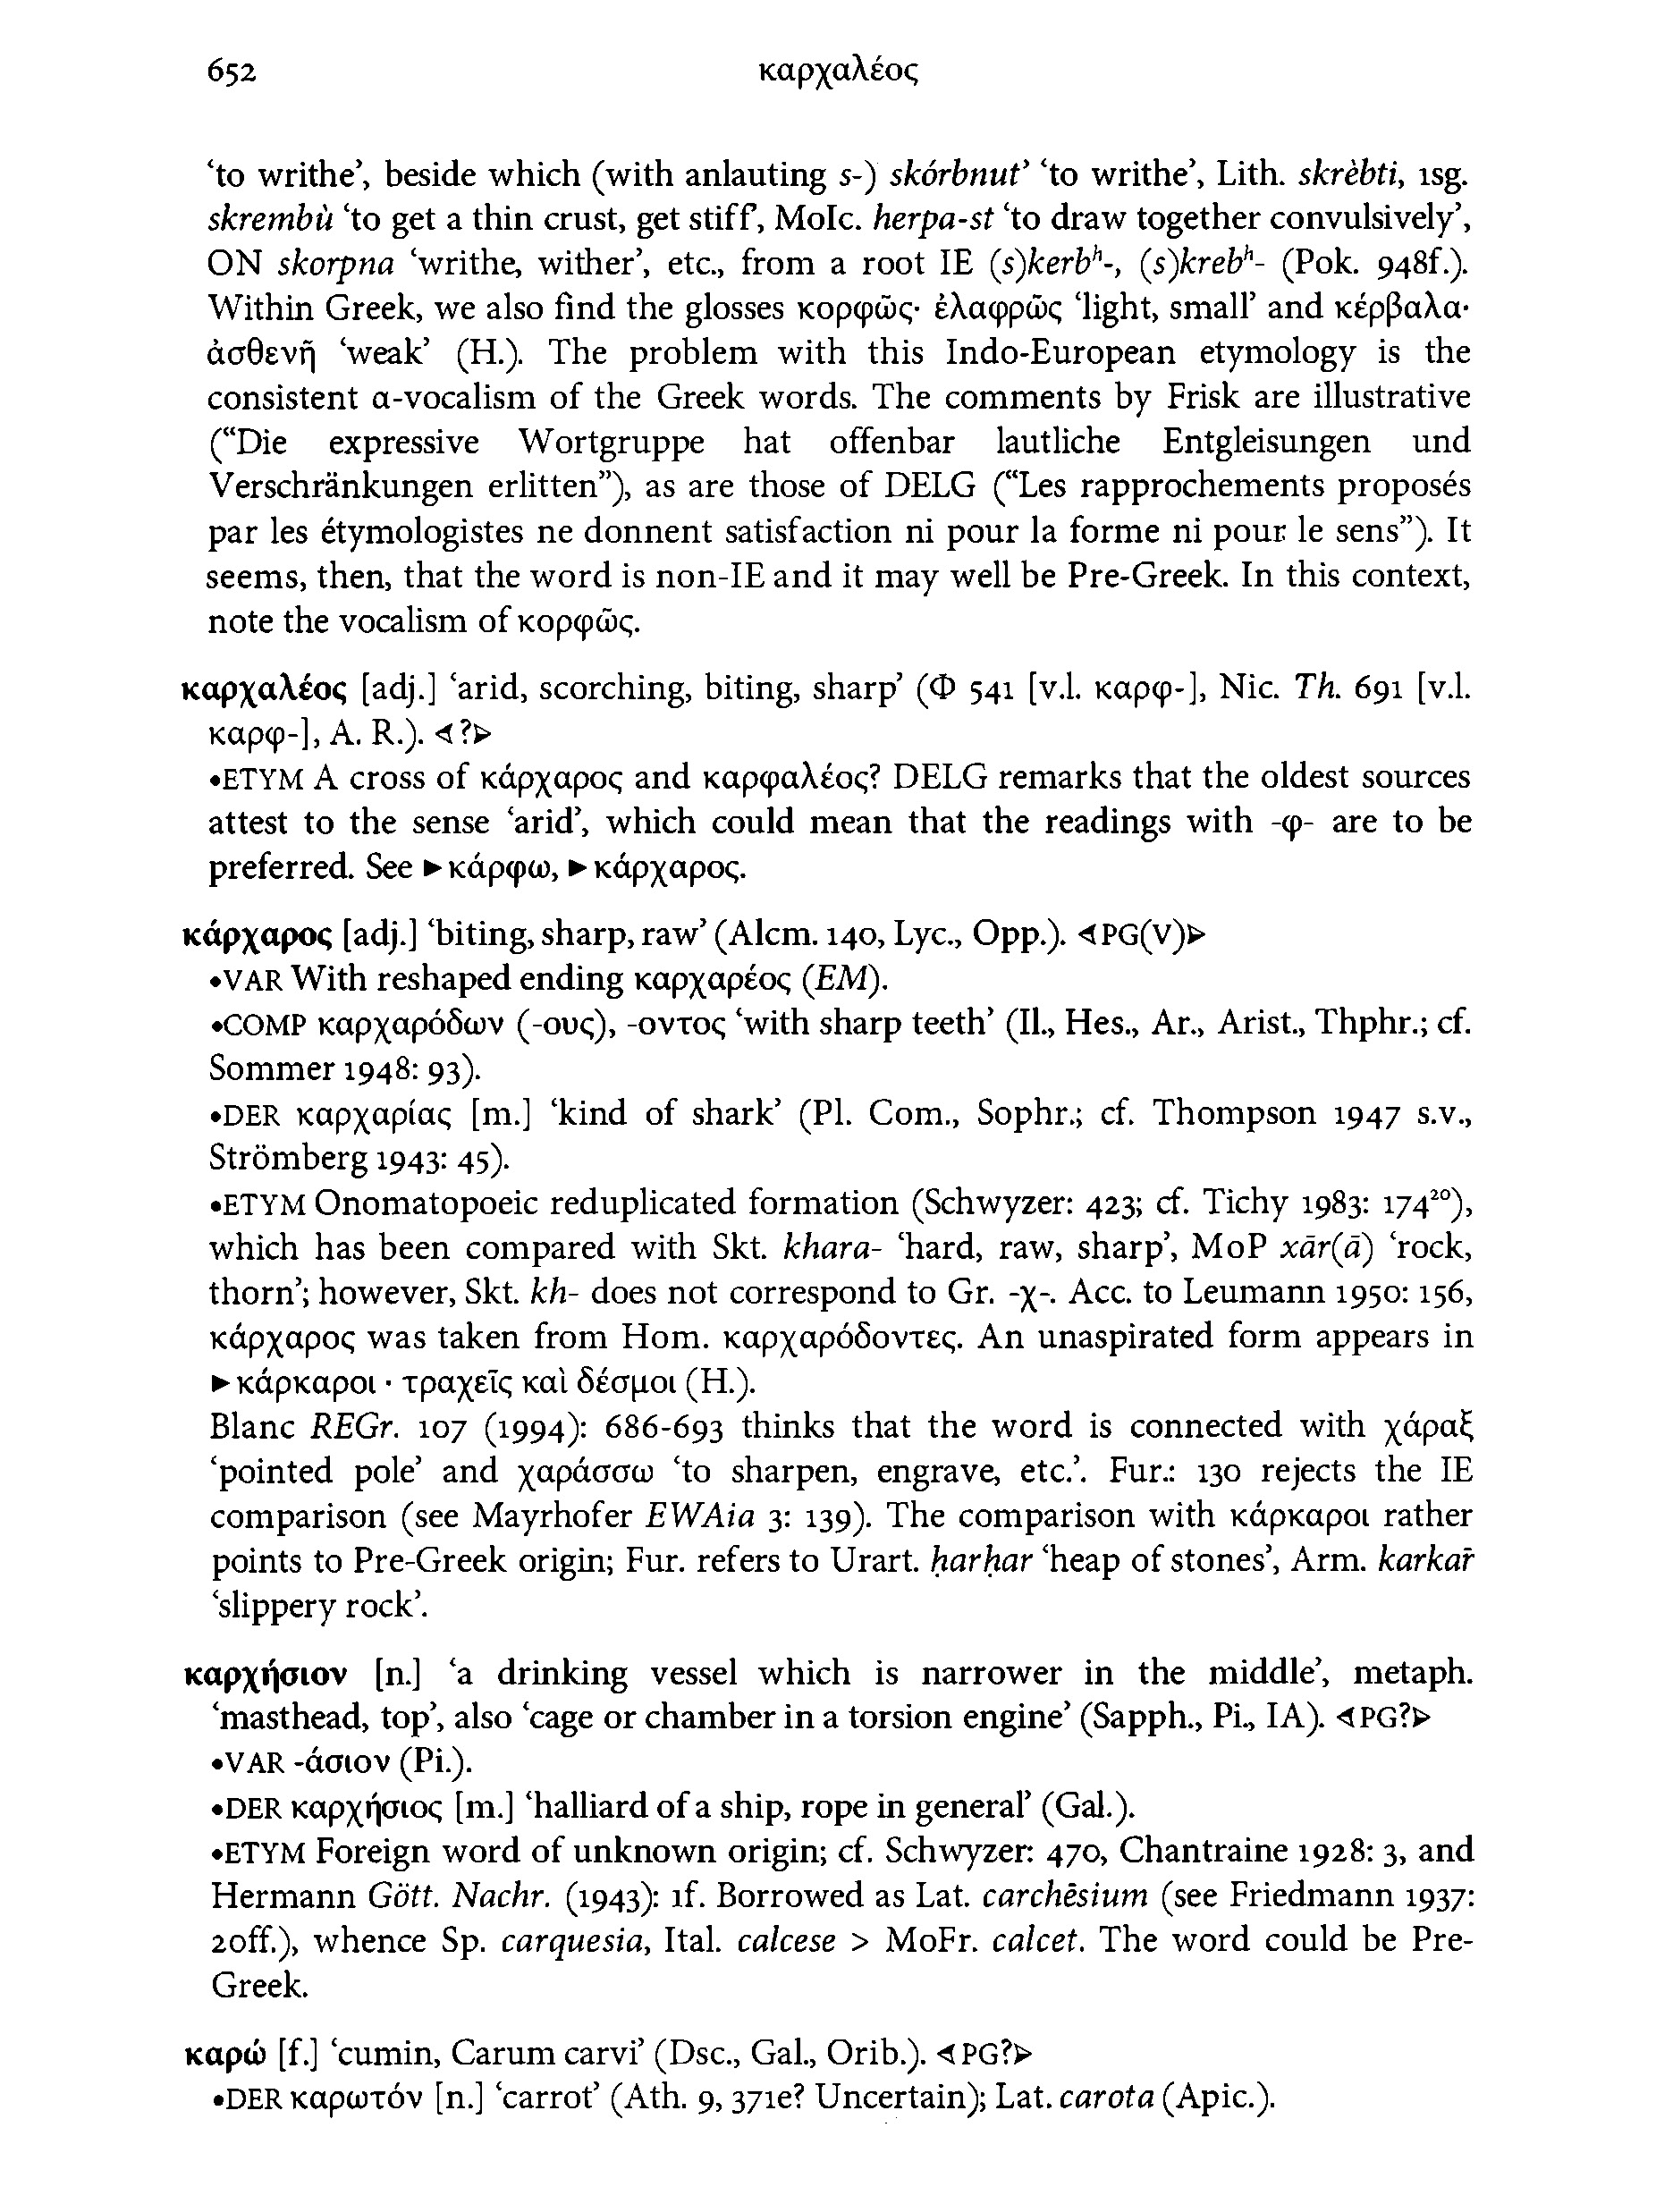 652 καρχαλέος
‘to writhe’, beside which (with anlauting s-) skórbnut’ ‘to writhe’, Lith. skrèbti, 1sg.
skrembù ‘to get a thin crust, get stiff’, MoIc. herpa-st ‘to draw together convulsively’,
ON skorpna ‘writhe, wither’, etc., from a root IE (s)kerbʰ-, (s)krebʰ- (Pok. 948f.).
Within Greek, we also find the glosses κορφῶς· ἐλαφρῶς ‘light, small’ and κέρβαλα·
ἀσθενῆ ‘weak’ (H.). The problem with this Indo-European etymology is the
consistent α-vocalism of the Greek words. The comments by Frisk are illustrative
(“Die expressive Wortgruppe hat offenbar lautliche Entgleisungen und
Verschränkungen erlitten”), as are those of DELG (“Les rapprochements proposés
par les étymologistes ne donnent satisfaction ni pour la forme ni pour le sens”). It
seems, then, that the word is non-IE and it may well be Pre-Greek. In this context,
note the vocalism of κορφῶς.
καρχαλέος [adj.] ‘arid, scorching, biting, sharp’ (Φ 541 [v.l. καρφ-], Nic. Th. 691 [v.l.
καρφ-], A. R.). ⊲?⊳
•ETYM A cross of κάρχαρος and καρφαλέος? DELG remarks that the oldest sources
attest to the sense ‘arid’, which could mean that the readings with -φ- are to be
preferred. See ►κάρφω, ►κάρχαρος.
κάρχαρος [adj.] ‘biting, sharp, raw’ (Alcm. 140, Lyc., Opp.). ⊲PG(V)⊳
•VAR With reshaped ending καρχαρέος (EM).
•COMP καρχαρόδων (-ους), -οντος ‘with sharp teeth’ (Il., Hes., Ar., Arist., Thphr.; cf.
Sommer 1948: 93).
•DER καρχαρίας [m.] ‘kind of shark’ (Pl. Com., Sophr.; cf. Thompson 1947 s.v.,
Strömberg 1943: 45).
•ETYM Onomatopoeic reduplicated formation (Schwyzer: 423; cf. Tichy 1983: 174²⁰),
which has been compared with Skt. khara- ‘hard, raw, sharp’, MoP xār(ā) ‘rock,
thorn’; however, Skt. kh- does not correspond to Gr. -χ-. Acc. to Leumann 1950: 156,
κάρχαρος was taken from Hom. καρχαρόδοντες. An unaspirated form appears in
►κάρκαροι · τραχεῖς καὶ δέσμοι (H.).
Blanc REGr. 107 (1994): 686-693 thinks that the word is connected with χάραξ
‘pointed pole’ and χαράσσω ‘to sharpen, engrave, etc.’. Fur.: 130 rejects the IE
comparison (see Mayrhofer EWAia 3: 139). The comparison with κάρκαροι rather
points to Pre-Greek origin; Fur. refers to Urart. ḫarḫar ‘heap of stones’, Arm. karkaṙ
‘slippery rock’.
καρχήσιον [n.] ‘a drinking vessel which is narrower in the middle’, metaph.
‘masthead, top’, also ‘cage or chamber in a torsion engine’ (Sapph., Pi., IA). ⊲PG?⊳
•VAR -άσιον (Pi.).
•DER καρχήσιος [m.] ‘halliard of a ship, rope in general’ (Gal.).
•ETYM Foreign word of unknown origin; cf. Schwyzer: 470, Chantraine 1928: 3, and
Hermann Gött. Nachr. (1943): 1f. Borrowed as Lat. carchēsium (see Friedmann 1937:
20ff.), whence Sp. carquesia, Ital. calcese > MoFr. calcet. The word could be Pre-
Greek.
καρώ [f.] ‘cumin, Carum carvi’ (Dsc., Gal., Orib.). ⊲PG?⊳
•DER καρωτόν [n.] ‘carrot’ (Ath. 9, 371e? Uncertain); Lat. carota (Apic.).